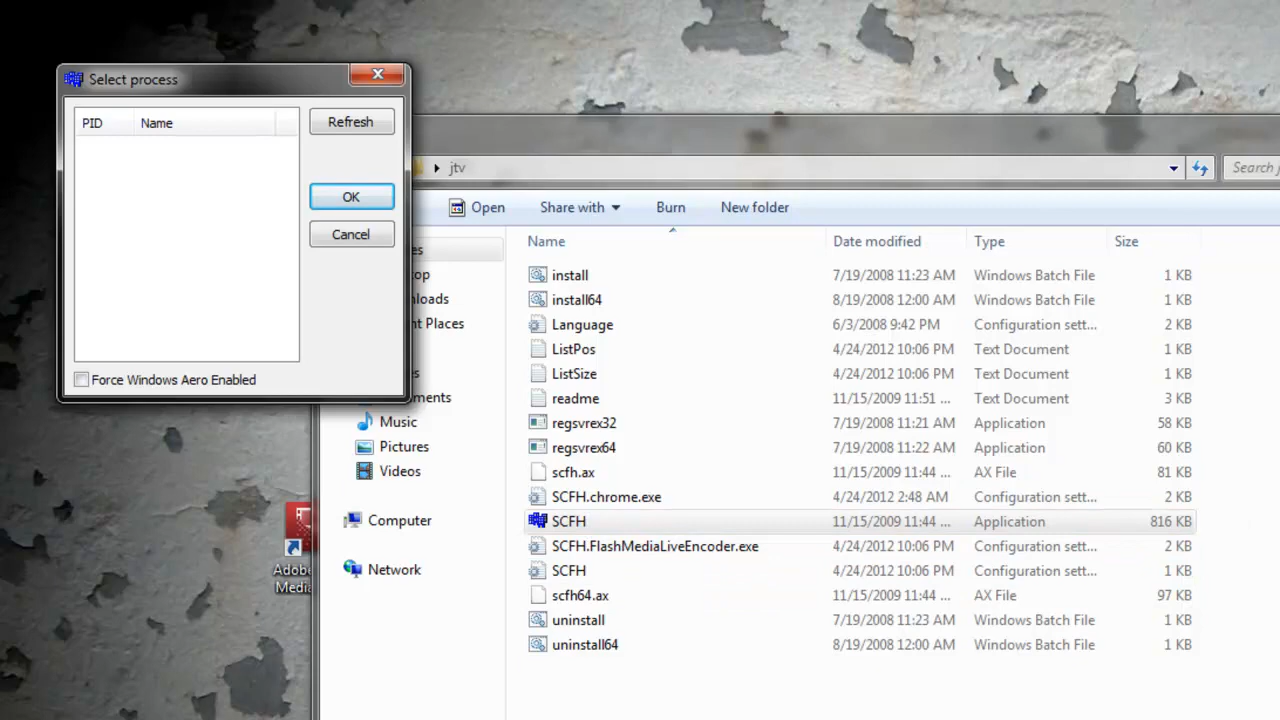 Select process
PID Name
Refresh
OK
Cancel
Force Windows Aero Enabled
jtv
Search j
Open Share with Burn New folder
Name Date modified Type Size
install 7/19/2008 11:23 AM Windows Batch File 1 KB
install64 8/19/2008 12:00 AM Windows Batch File 1 KB
Language 6/3/2008 9:42 PM Configuration sett... 2 KB
ListPos 4/24/2012 10:06 PM Text Document 1 KB
ListSize 4/24/2012 10:06 PM Text Document 1 KB
readme 11/15/2009 11:51 ... Text Document 3 KB
regsvrex32 7/19/2008 11:21 AM Application 58 KB
regsvrex64 7/19/2008 11:22 AM Application 60 KB
scfh.ax 11/15/2009 11:44 ... AX File 81 KB
SCFH.chrome.exe 4/24/2012 2:48 AM Configuration sett... 2 KB
SCFH 11/15/2009 11:44 ... Application 816 KB
SCFH.FlashMediaLiveEncoder.exe 4/24/2012 10:06 PM Configuration sett... 2 KB
SCFH 4/24/2012 10:06 PM Configuration sett... 1 KB
scfh64.ax 11/15/2009 11:44 ... AX File 97 KB
uninstall 7/19/2008 11:23 AM Windows Batch File 1 KB
uninstall64 8/19/2008 12:00 AM Windows Batch File 1 KB
es
op
nloads
nt Places
es
ments
Music
Pictures
Videos
Computer
Network
Adobe
Media